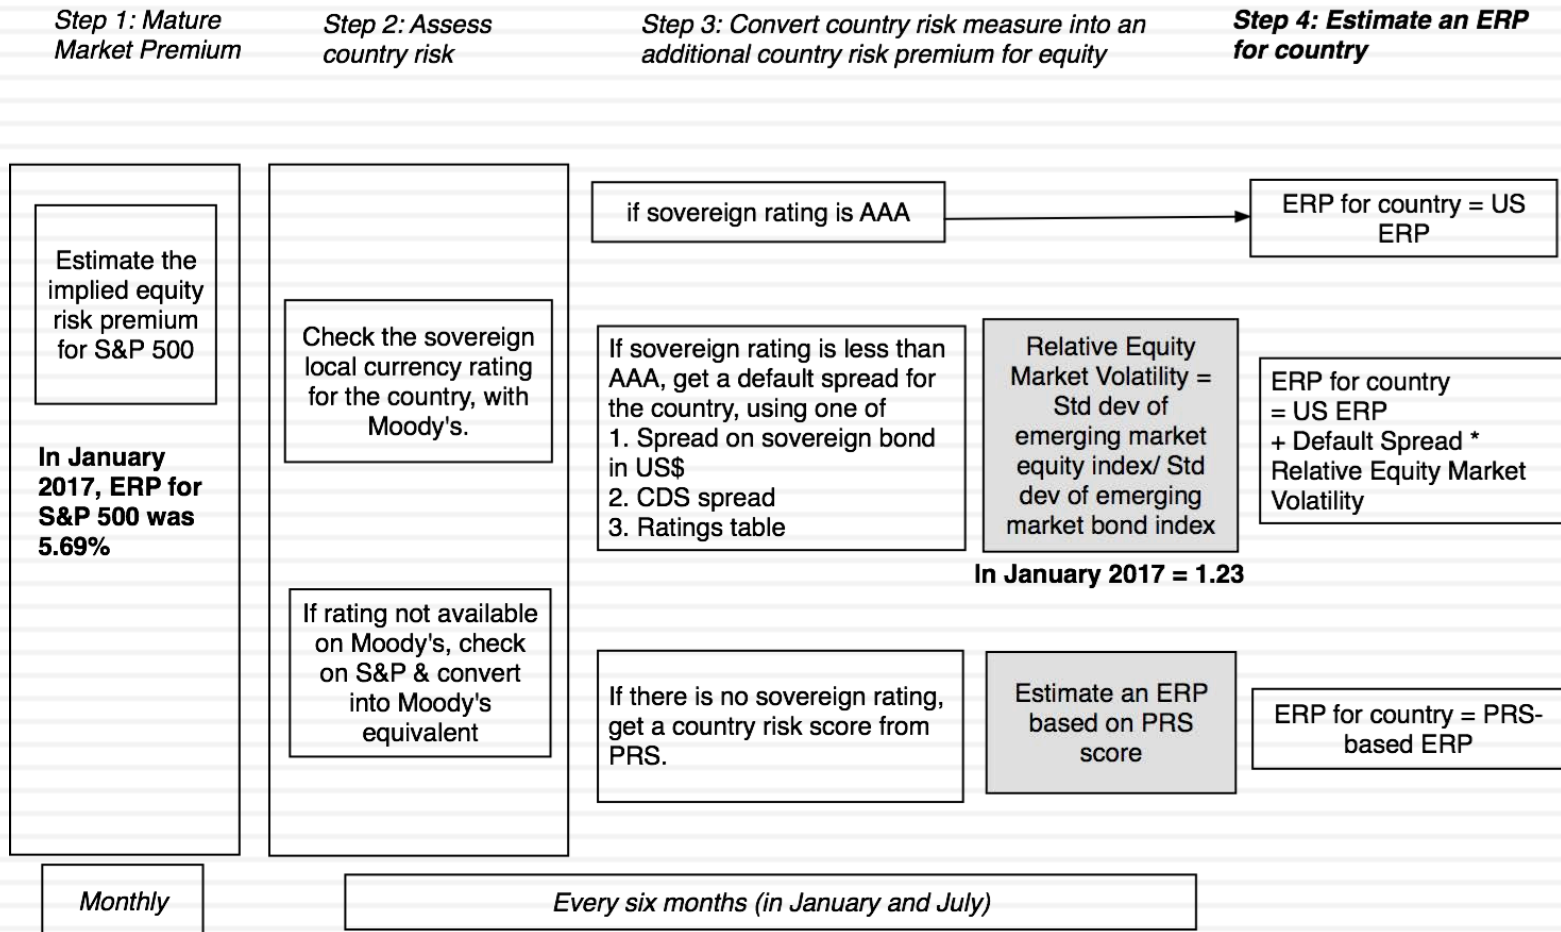 Step 1: Mature
Market Premium
Step 2: Assess
country risk
Step 3: Convert country risk measure into an
additional country risk premium for equity
Step 4: Estimate an ERP
for country
Estimate the
implied equity
risk premium
for S&P 500
In January
2017, ERP for
S&P 500 was
5.69%
Check the sovereign
local currency rating
for the country, with
Moody's.
If rating not available
on Moody's, check
on S&P & convert
into Moody's
equivalent
if sovereign rating is AAA
ERP for country = US
ERP
If sovereign rating is less than
AAA, get a default spread for
the country, using one of
1. Spread on sovereign bond
in US$
2. CDS spread
3. Ratings table
Relative Equity
Market Volatility =
Std dev of
emerging market
equity index/ Std
dev of emerging
market bond index
In January 2017 = 1.23
ERP for country
= US ERP
+ Default Spread *
Relative Equity Market
Volatility
If there is no sovereign rating,
get a country risk score from
PRS.
Estimate an ERP
based on PRS
score
ERP for country = PRS-
based ERP
Monthly
Every six months (in January and July)